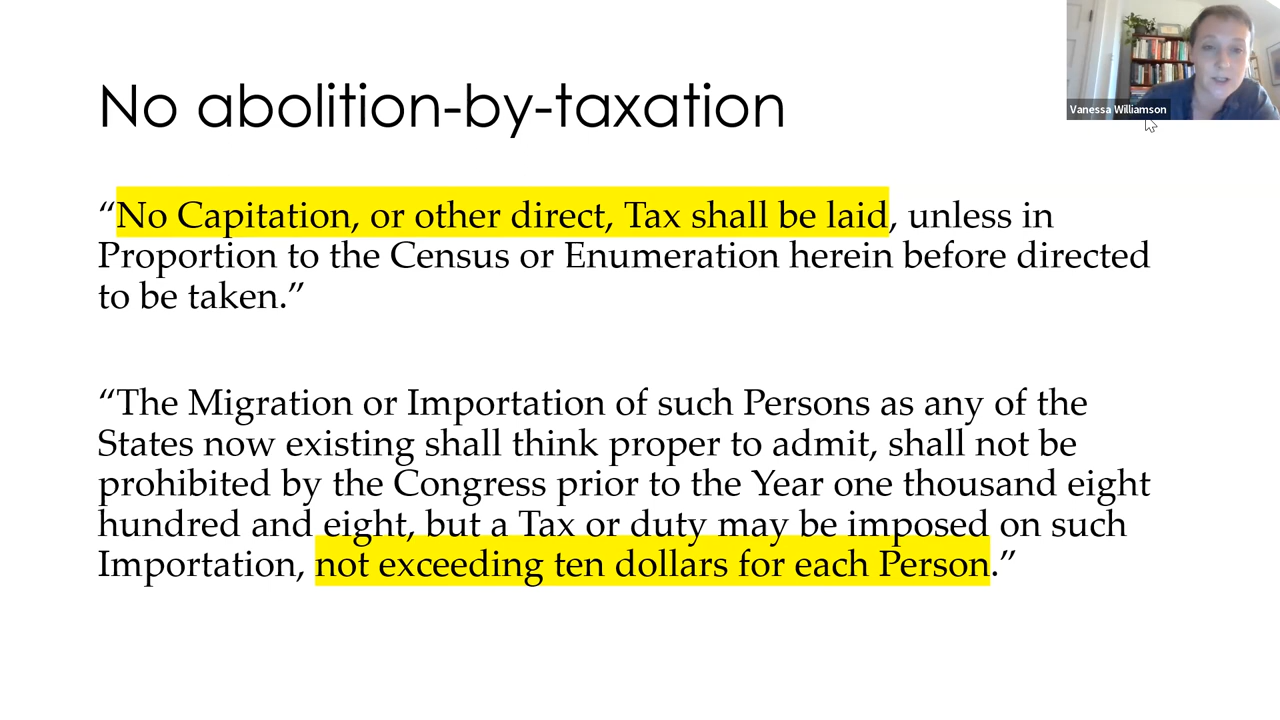 No abolition-by-taxation
Vanessa Williamson
“No Capitation, or other direct, Tax shall be laid, unless in
Proportion to the Census or Enumeration herein before directed
to be taken.”
“The Migration or Importation of such Persons as any of the
States now existing shall think proper to admit, shall not be
prohibited by the Congress prior to the Year one thousand eight
hundred and eight, but a Tax or duty may be imposed on such
Importation, not exceeding ten dollars for each Person.”